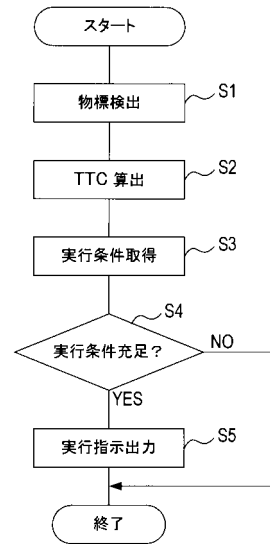 スタート
物標検出 S1
TTC 算出 S2
実行条件取得 S3
S4
実行条件充足? NO
YES
実行指示出力 S5
終了